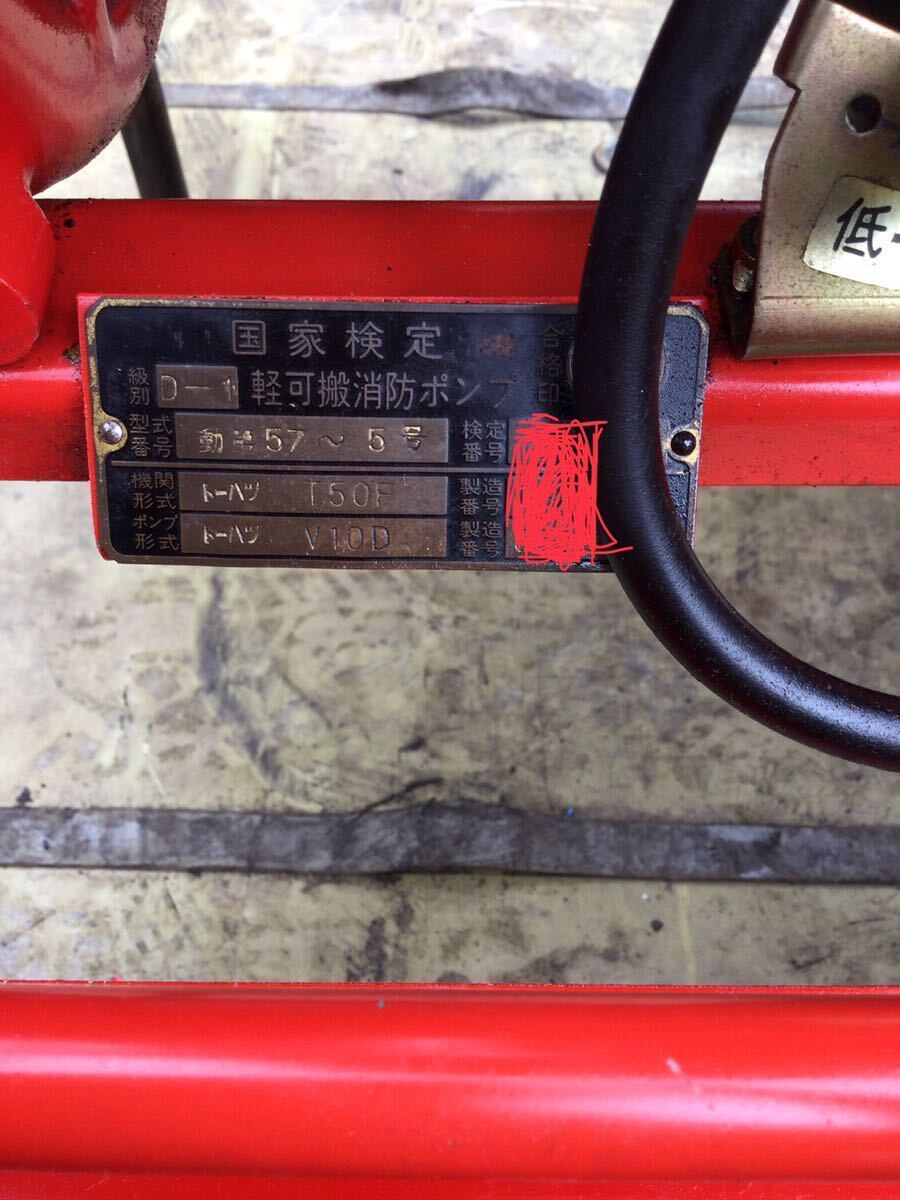 国家検定
合格印
級別 D-1 軽可搬消防ポンプ
型式番号 動第57～5号 検定番号
機関形式 トーハツ T50F 製造番号
ポンプ形式 トーハツ V10D 製造番号
低